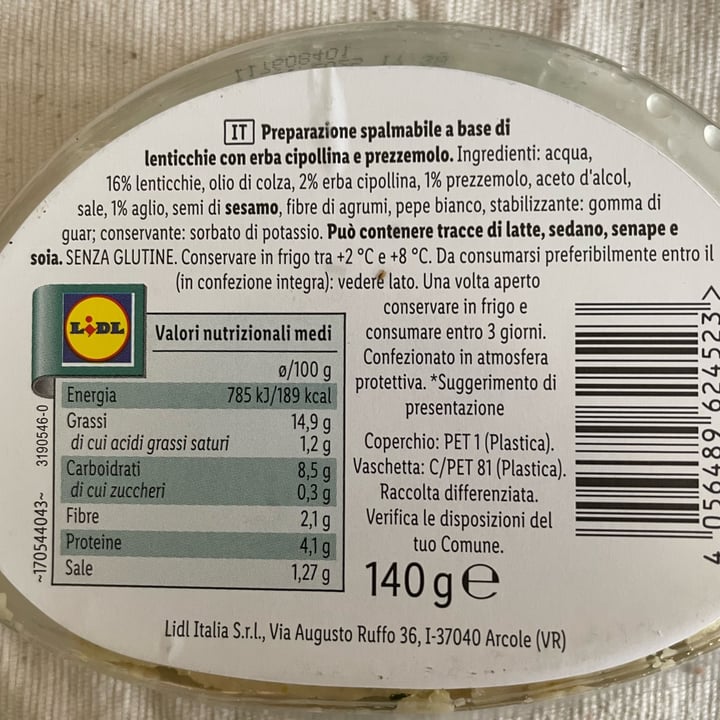 IT Preparazione spalmabile a base di
lenticchie con erba cipollina e prezzemolo. Ingredienti: acqua,
16% lenticchie, olio di colza, 2% erba cipollina, 1% prezzemolo, aceto d'alcol,
sale, 1% aglio, semi di sesamo, fibre di agrumi, pepe bianco, stabilizzante: gomma di
guar; conservante: sorbato di potassio. Può contenere tracce di latte, sedano, senape e
soia. SENZA GLUTINE. Conservare in frigo tra +2 °C e +8 °C. Da consumarsi preferibilmente entro il
(in confezione integra): vedere lato. Una volta aperto
conservare in frigo e
consumare entro 3 giorni.
Confezionato in atmosfera
protettiva. *Suggerimento di
presentazione
Coperchio: PET 1 (Plastica).
Vaschetta: C/PET 81 (Plastica).
Raccolta differenziata.
Verifica le disposizioni del
tuo Comune.
140 g e
LIDL
Valori nutrizionali medi
ø/100 g
Energia 785 kJ/189 kcal
Grassi 14,9 g
di cui acidi grassi saturi 1,2 g
Carboidrati 8,5 g
di cui zuccheri 0,3 g
Fibre 2,1 g
Proteine 4,1 g
Sale 1,27 g
~170544043~ 3190546-0
4 056489 624523 >
Lidl Italia S.r.l., Via Augusto Ruffo 36, I-37040 Arcole (VR)